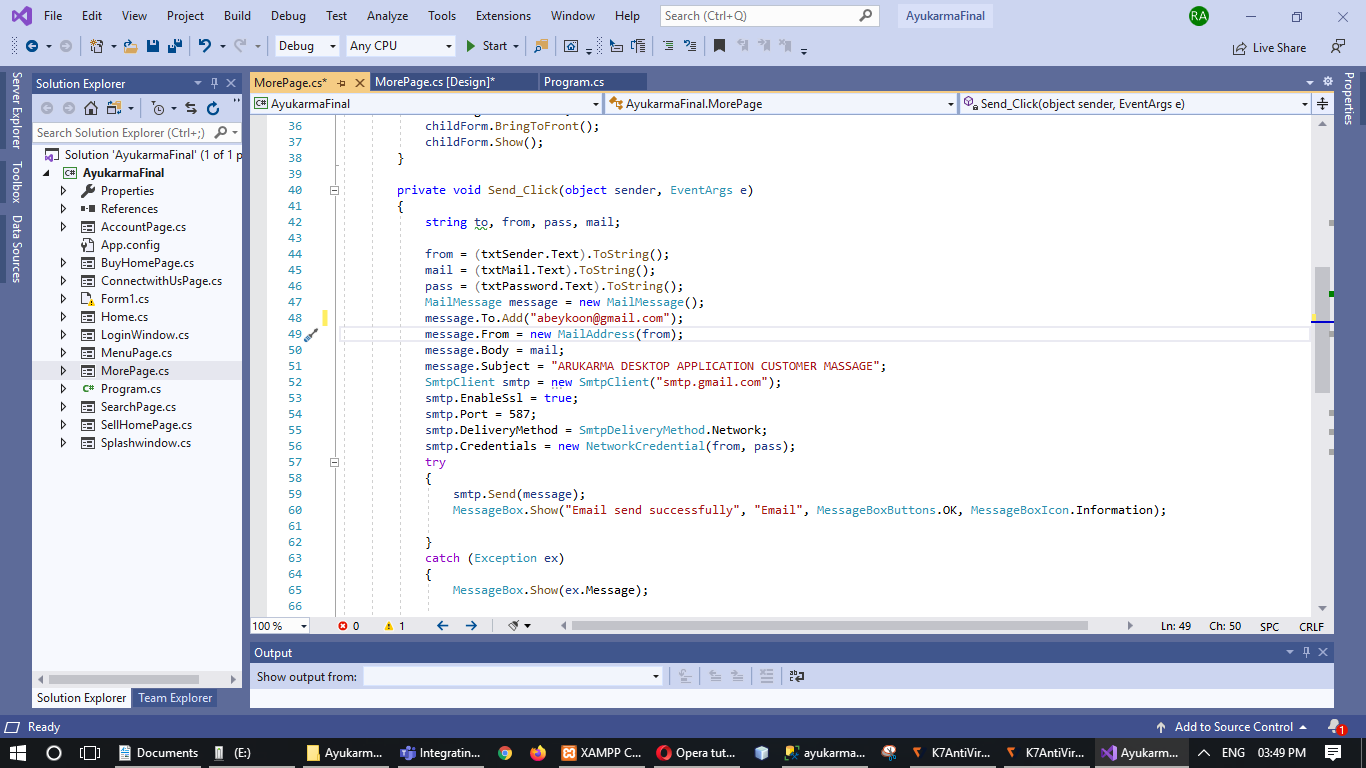 File Edit View Project Build Debug Test Analyze Tools Extensions Window Help Search (Ctrl+Q) AyukarmaFinal RA
Debug Any CPU Start Live Share
Server Explorer
Toolbox
Data Sources
Solution Explorer
Search Solution Explorer (Ctrl+;)
Solution 'AyukarmaFinal' (1 of 1 p
AyukarmaFinal
Properties
References
AccountPage.cs
App.config
BuyHomePage.cs
ConnectwithUsPage.cs
Form1.cs
Home.cs
LoginWindow.cs
MenuPage.cs
MorePage.cs
Program.cs
SearchPage.cs
SellHomePage.cs
Splashwindow.cs
Solution Explorer Team Explorer
MorePage.cs* MorePage.cs [Design]* Program.cs
AyukarmaFinal AyukarmaFinal.MorePage Send_Click(object sender, EventArgs e)
36 childForm.BringToFront();
37 childForm.Show();
38 }
39
40 private void Send_Click(object sender, EventArgs e)
41 {
42 string to, from, pass, mail;
43
44 from = (txtSender.Text).ToString();
45 mail = (txtMail.Text).ToString();
46 pass = (txtPassword.Text).ToString();
47 MailMessage message = new MailMessage();
48 message.To.Add("abeykoon@gmail.com");
49 message.From = new MailAddress(from);
50 message.Body = mail;
51 message.Subject = "ARUKARMA DESKTOP APPLICATION CUSTOMER MASSAGE";
52 SmtpClient smtp = new SmtpClient("smtp.gmail.com");
53 smtp.EnableSsl = true;
54 smtp.Port = 587;
55 smtp.DeliveryMethod = SmtpDeliveryMethod.Network;
56 smtp.Credentials = new NetworkCredential(from, pass);
57 try
58 {
59 smtp.Send(message);
60 MessageBox.Show("Email send successfully", "Email", MessageBoxButtons.OK, MessageBoxIcon.Information);
61
62 }
63 catch (Exception ex)
64 {
65 MessageBox.Show(ex.Message);
66
100 % 0 1 Ln: 49 Ch: 50 SPC CRLF
Output
Show output from:
Properties
Ready Add to Source Control 1
Documents (E:) Ayukarm... Integratin... XAMPP C... Opera tut... ayukarma... K7AntiVir... K7AntiVir... Ayukarm... ENG 03:49 PM